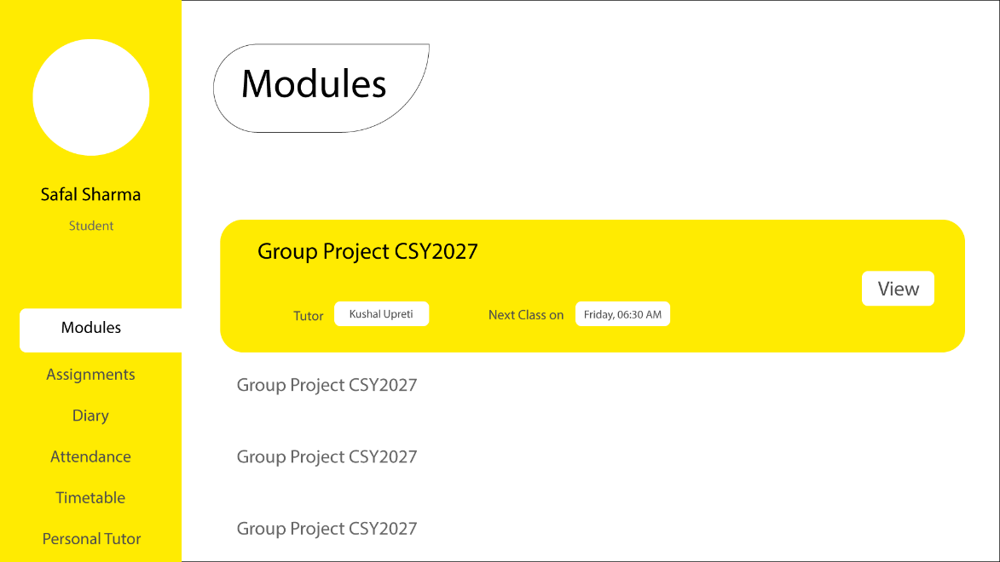 Safal Sharma
Student
Modules
Assignments
Diary
Attendance
Timetable
Personal Tutor
Modules
Group Project CSY2027
Tutor Kushal Upreti Next Class on Friday, 06:30 AM
View
Group Project CSY2027
Group Project CSY2027
Group Project CSY2027